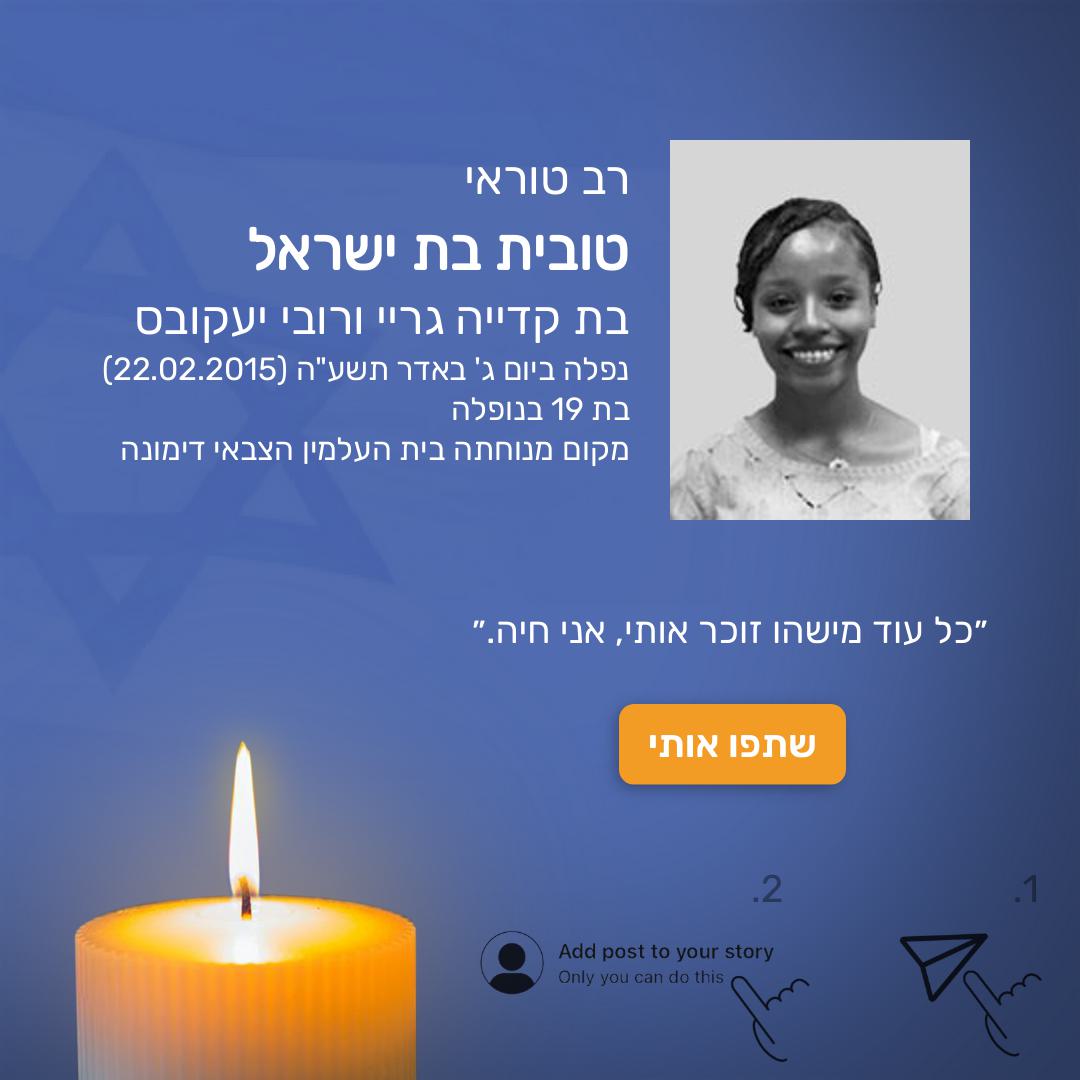 רב טוראי
טובית בת ישראל
בת קדייה גריי ורובי יעקובס
נפלה ביום ג' באדר תשע"ה (22.02.2015)
בת 19 בנופלה
מקום מנוחתה בית העלמין הצבאי דימונה
״כל עוד מישהו זוכר אותי, אני חיה.״
שתפו אותי
1.
2.
Add post to your story
Only you can do this